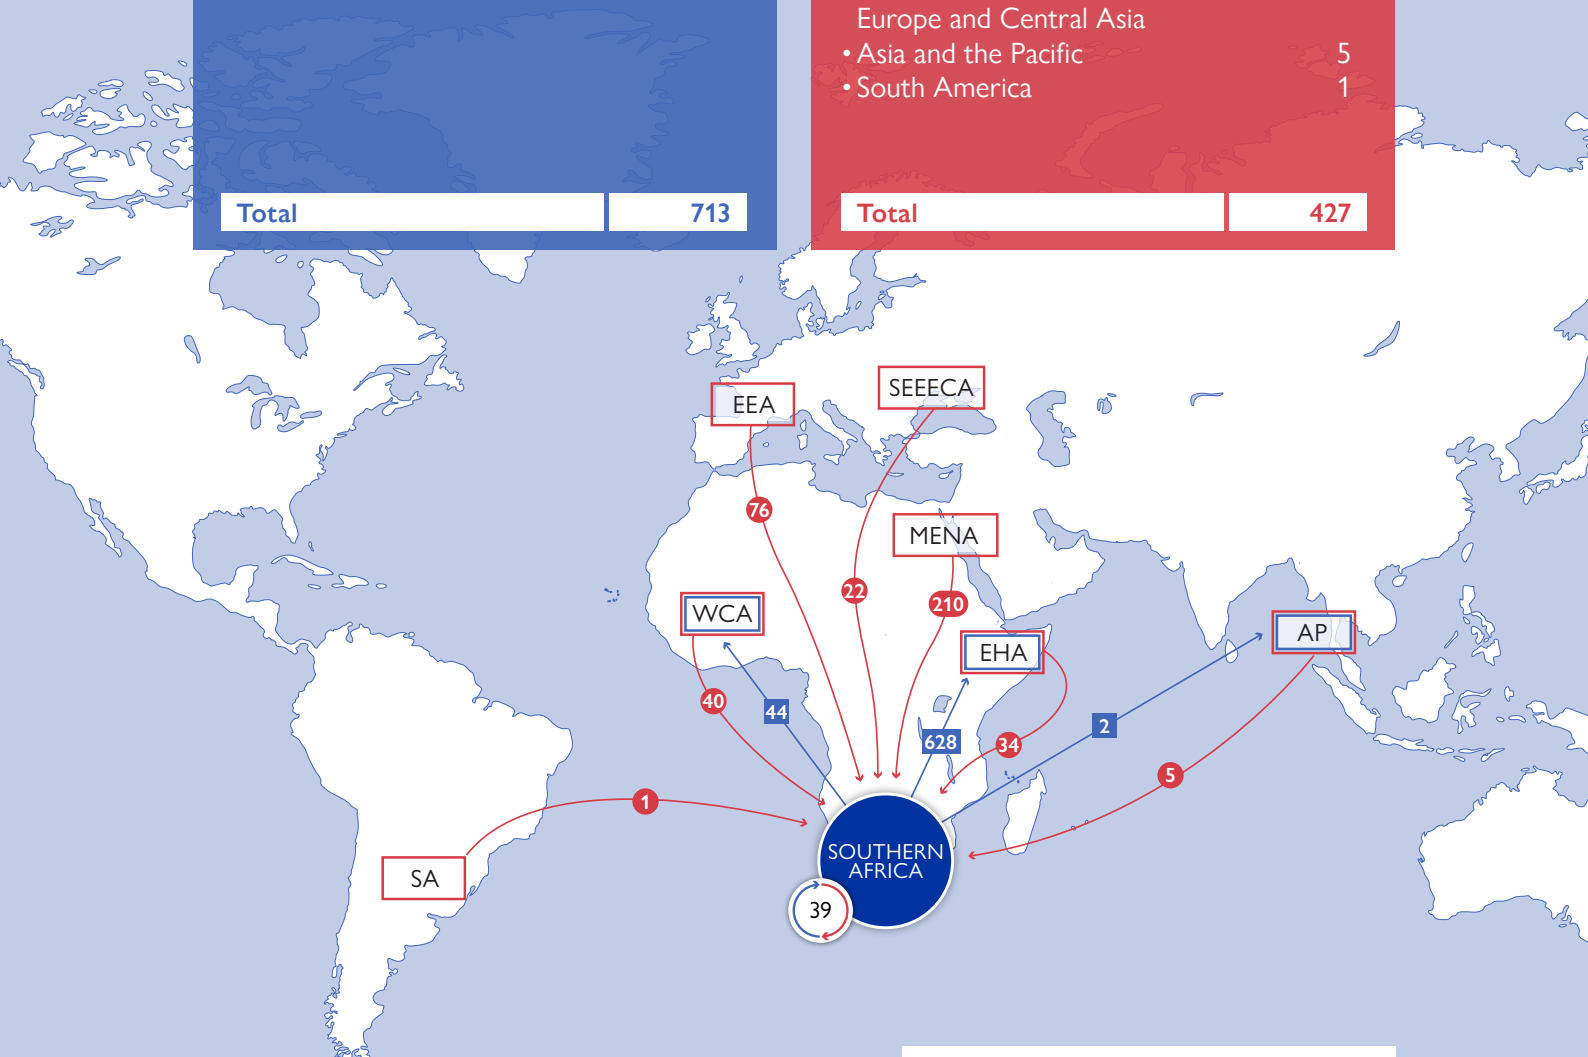 Europe and Central Asia
• Asia and the Pacific 5
• South America 1
Total 713
Total 427
SEEECA
EEA
76
MENA
22
210
WCA
AP
EHA
40
44
628
34
2
5
1
SOUTHERN
AFRICA
SA
39